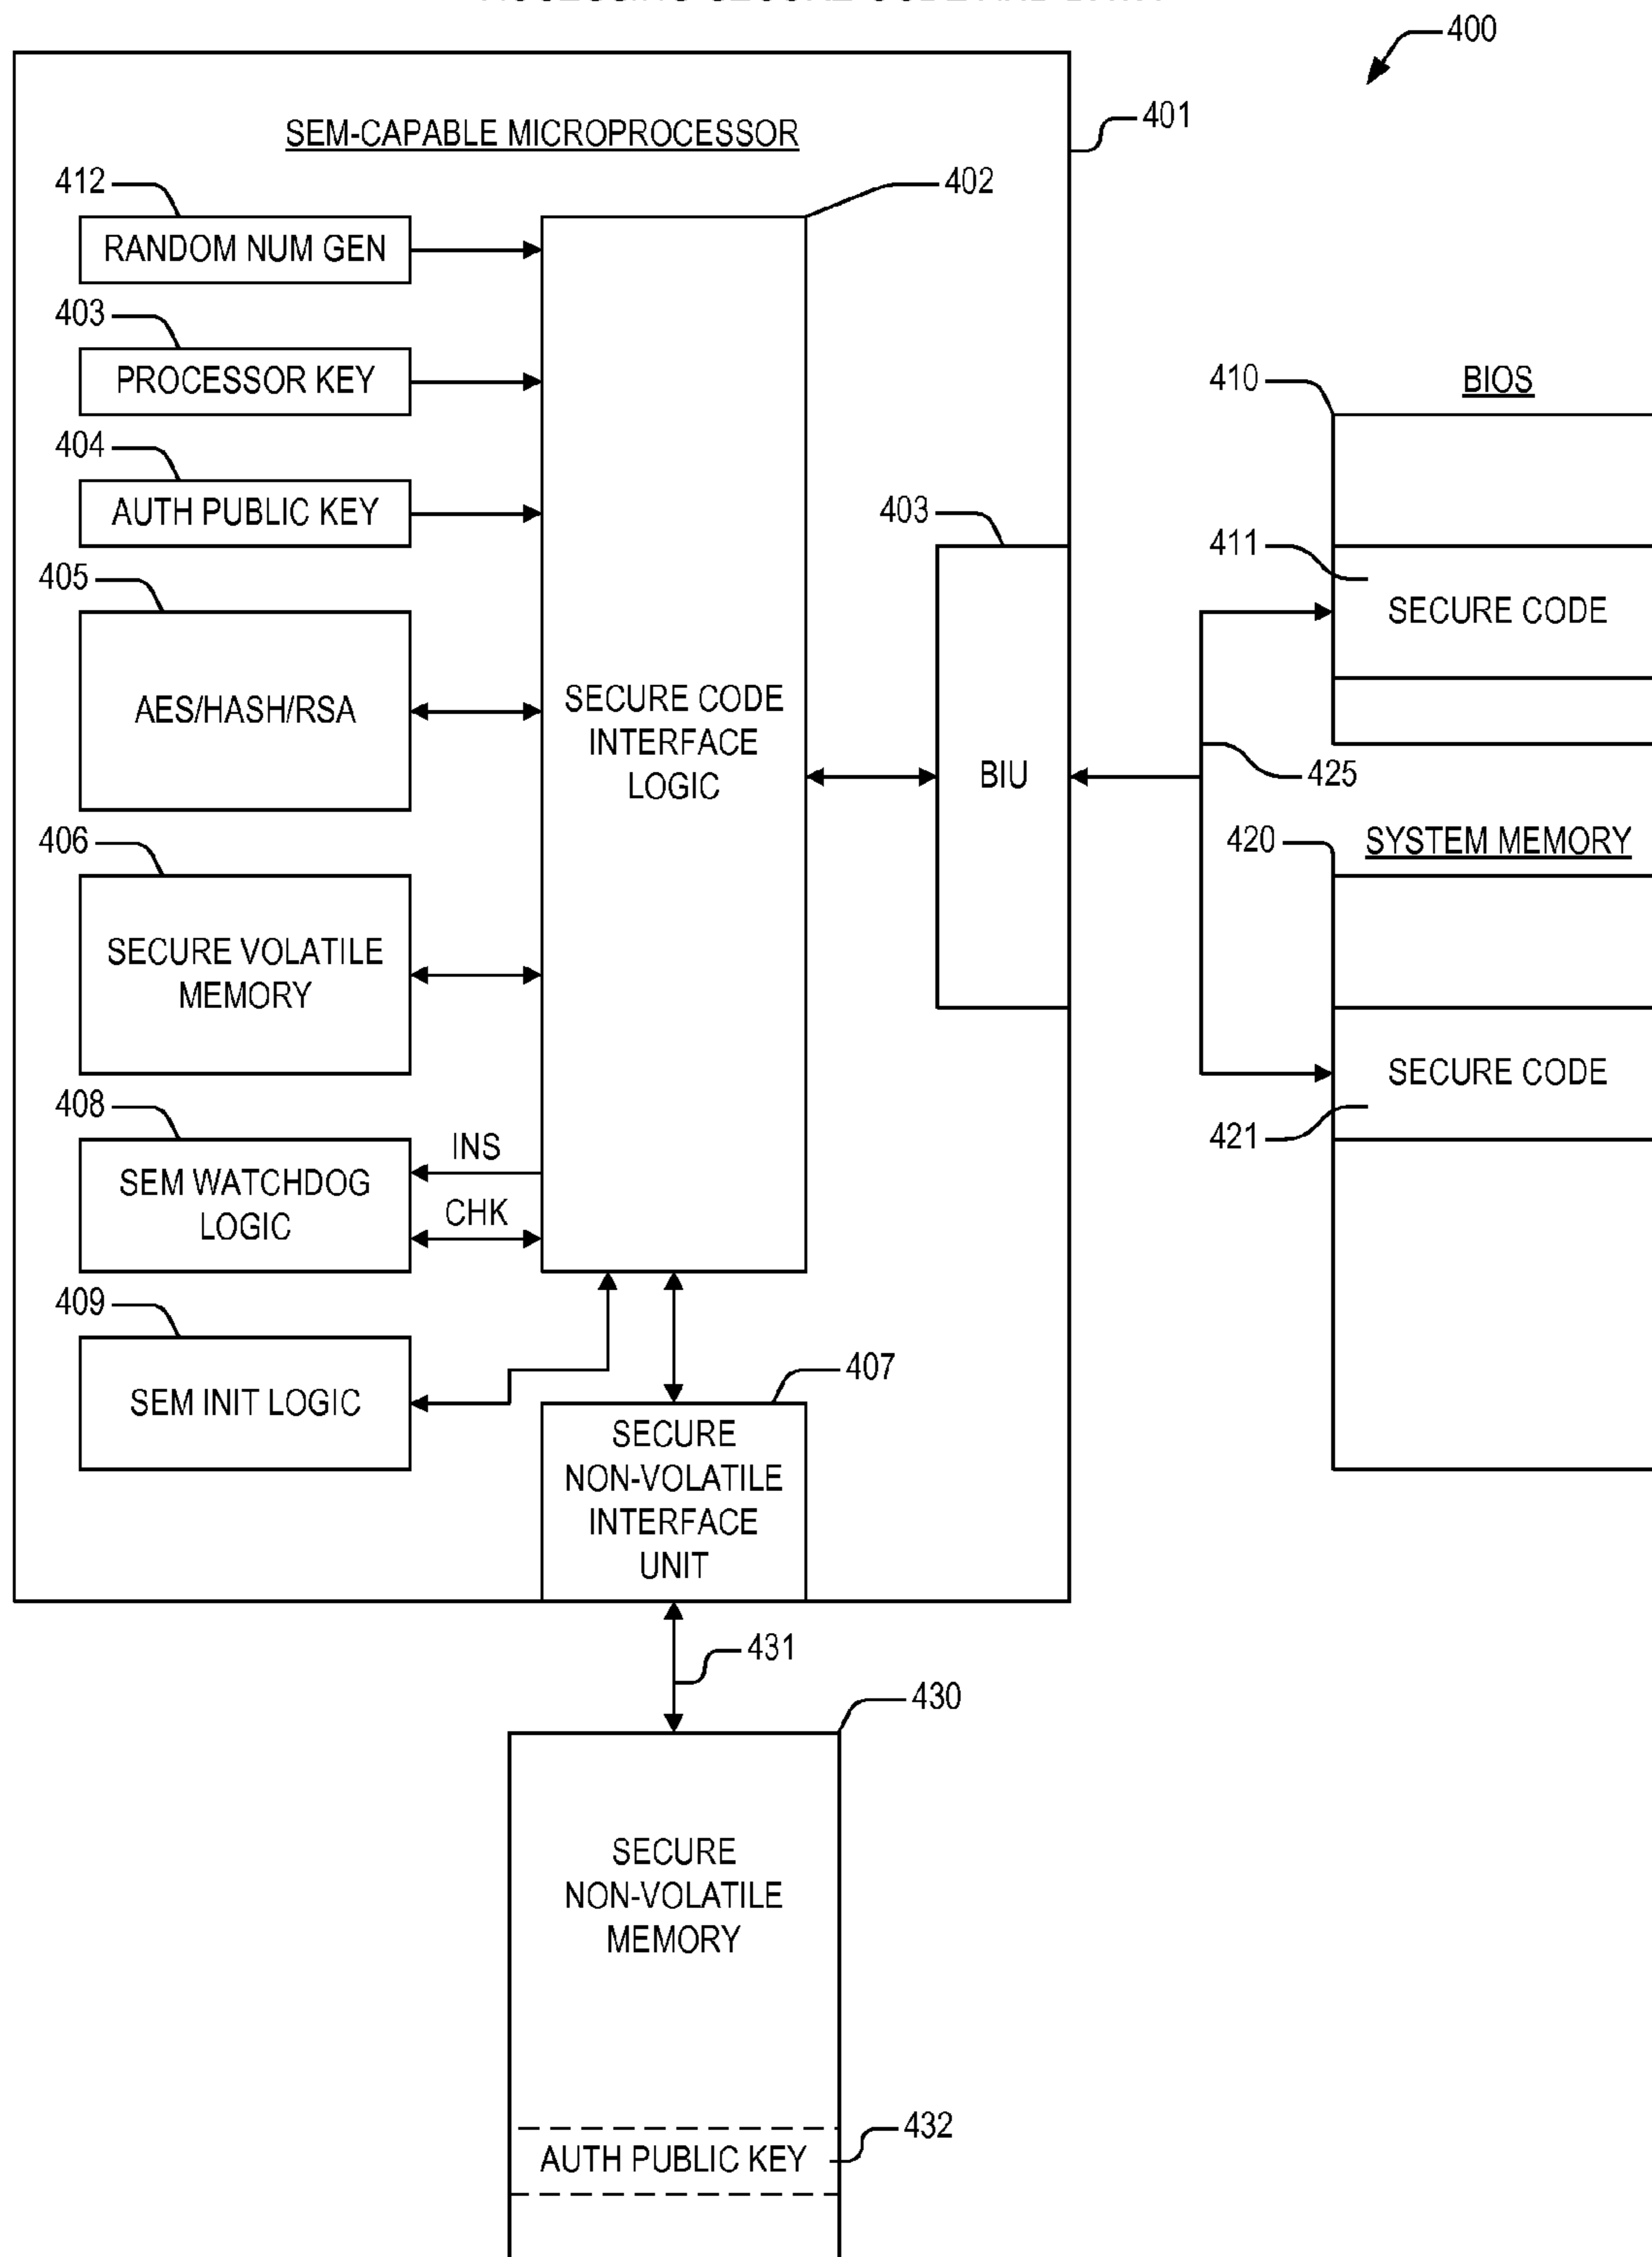 400
SEM-CAPABLE MICROPROCESSOR
401
412
402
RANDOM NUM GEN
403
PROCESSOR KEY
410
BIOS
404
AUTH PUBLIC KEY
403
411
SECURE CODE
405
AES/HASH/RSA
SECURE CODE
INTERFACE
LOGIC
BIU
425
406
SECURE VOLATILE
MEMORY
420
SYSTEM MEMORY
SECURE CODE
421
408
SEM WATCHDOG
LOGIC
INS
CHK
409
SEM INIT LOGIC
407
SECURE
NON-VOLATILE
INTERFACE
UNIT
431
430
SECURE
NON-VOLATILE
MEMORY
432
AUTH PUBLIC KEY